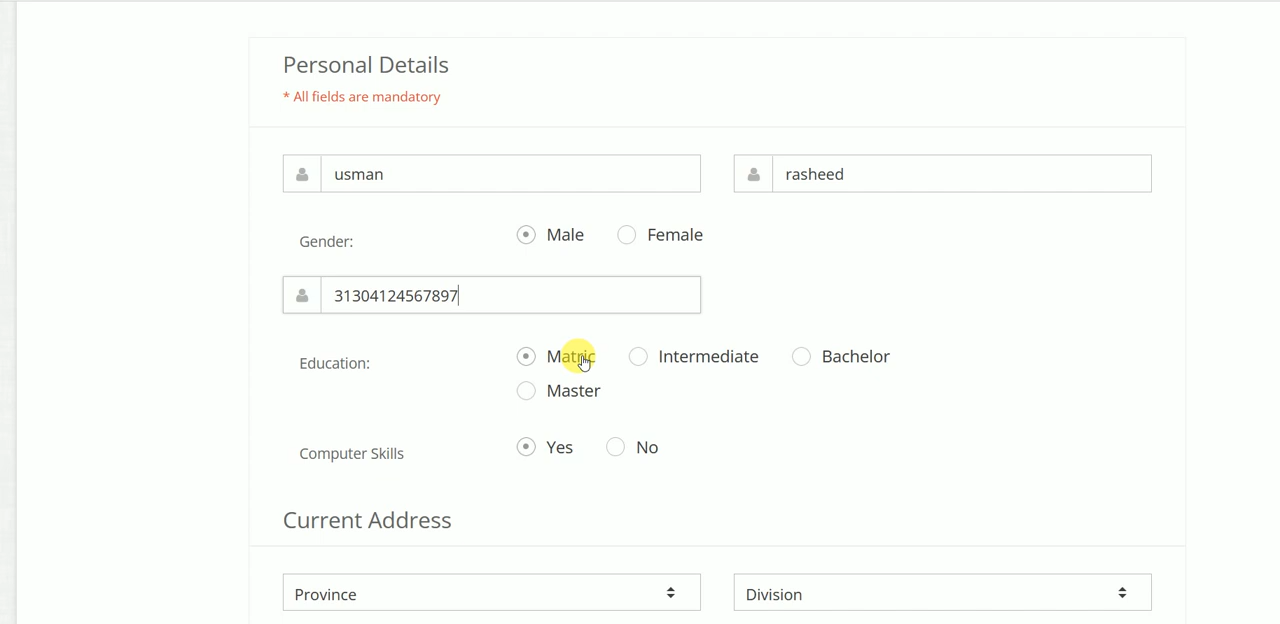 Personal Details
* All fields are mandatory
usman rasheed
Gender: Male Female
31304124567897
Education: Matric Intermediate Bachelor
Master
Computer Skills Yes No
Current Address
Province Division